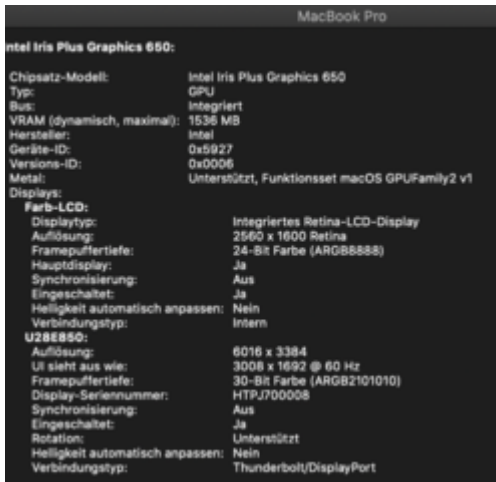 MacBook Pro
ntel Iris Plus Graphics 650:
Chipsatz-Modell: Intel Iris Plus Graphics 650
Typ: GPU
Bus: Integriert
VRAM (dynamisch, maximal): 1536 MB
Hersteller: Intel
Geräte-ID: 0x5927
Versions-ID: 0x0006
Metal: Unterstützt, Funktionsset macOS GPUFamily2 v1
Displays:
Farb-LCD:
Displaytyp: Integriertes Retina-LCD-Display
Auflösung: 2560 x 1600 Retina
Framepuffertiefe: 24-Bit Farbe (ARGB8888)
Hauptdisplay: Ja
Synchronisierung: Aus
Eingeschaltet: Ja
Helligkeit automatisch anpassen: Nein
Verbindungstyp: Intern
U28E850:
Auflösung: 6016 x 3384
UI sieht aus wie: 3008 x 1692 @ 60 Hz
Framepuffertiefe: 30-Bit Farbe (ARGB2101010)
Display-Seriennummer: HTPJ700008
Synchronisierung: Aus
Eingeschaltet: Ja
Rotation: Unterstützt
Helligkeit automatisch anpassen: Nein
Verbindungstyp: Thunderbolt/DisplayPort